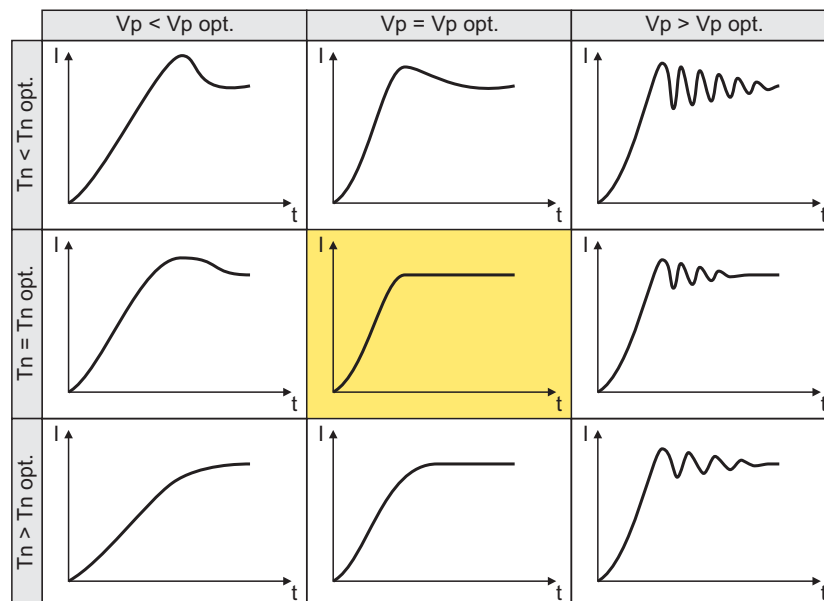 Vp < Vp opt.
Vp = Vp opt.
Vp > Vp opt.
Tn < Tn opt.
I
t
I
t
I
t
Tn = Tn opt.
I
t
I
t
I
t
Tn > Tn opt.
I
t
I
t
I
t